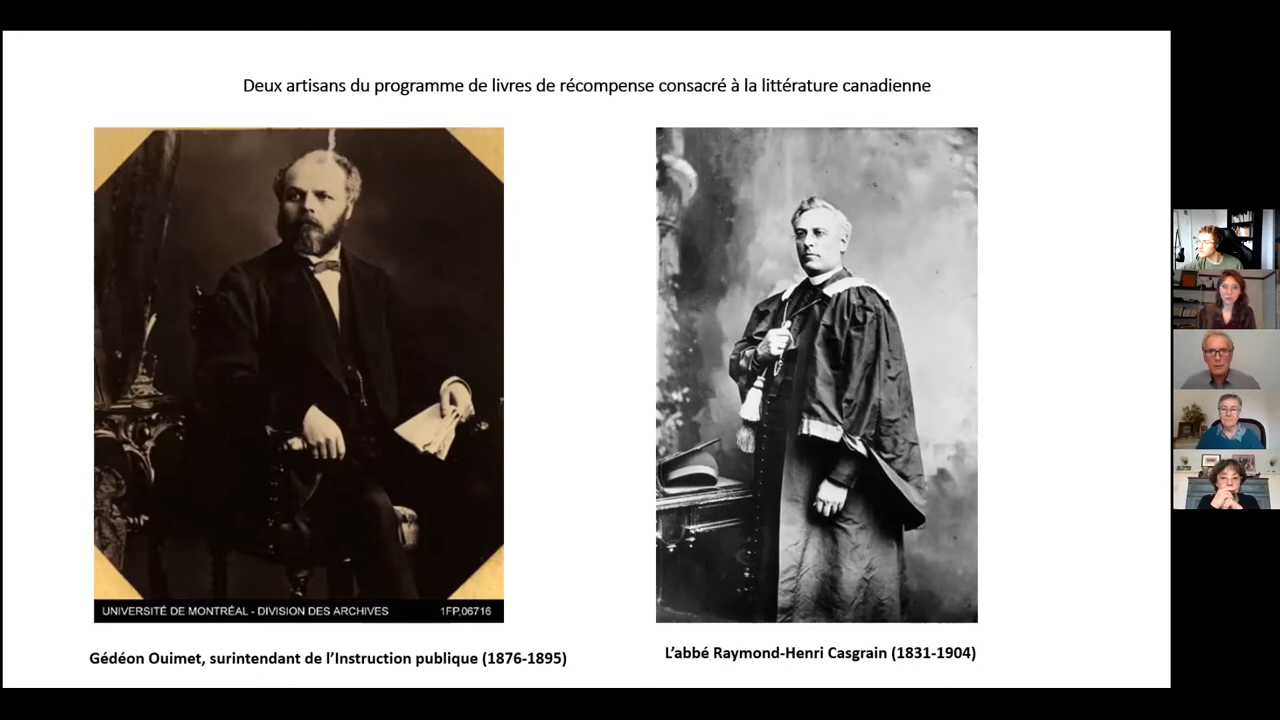 Deux artisans du programme de livres de récompense consacré à la littérature canadienne
UNIVERSITÉ DE MONTRÉAL - DIVISION DES ARCHIVES 1FP,06716
Gédéon Ouimet, surintendant de l'Instruction publique (1876-1895)
L'abbé Raymond-Henri Casgrain (1831-1904)